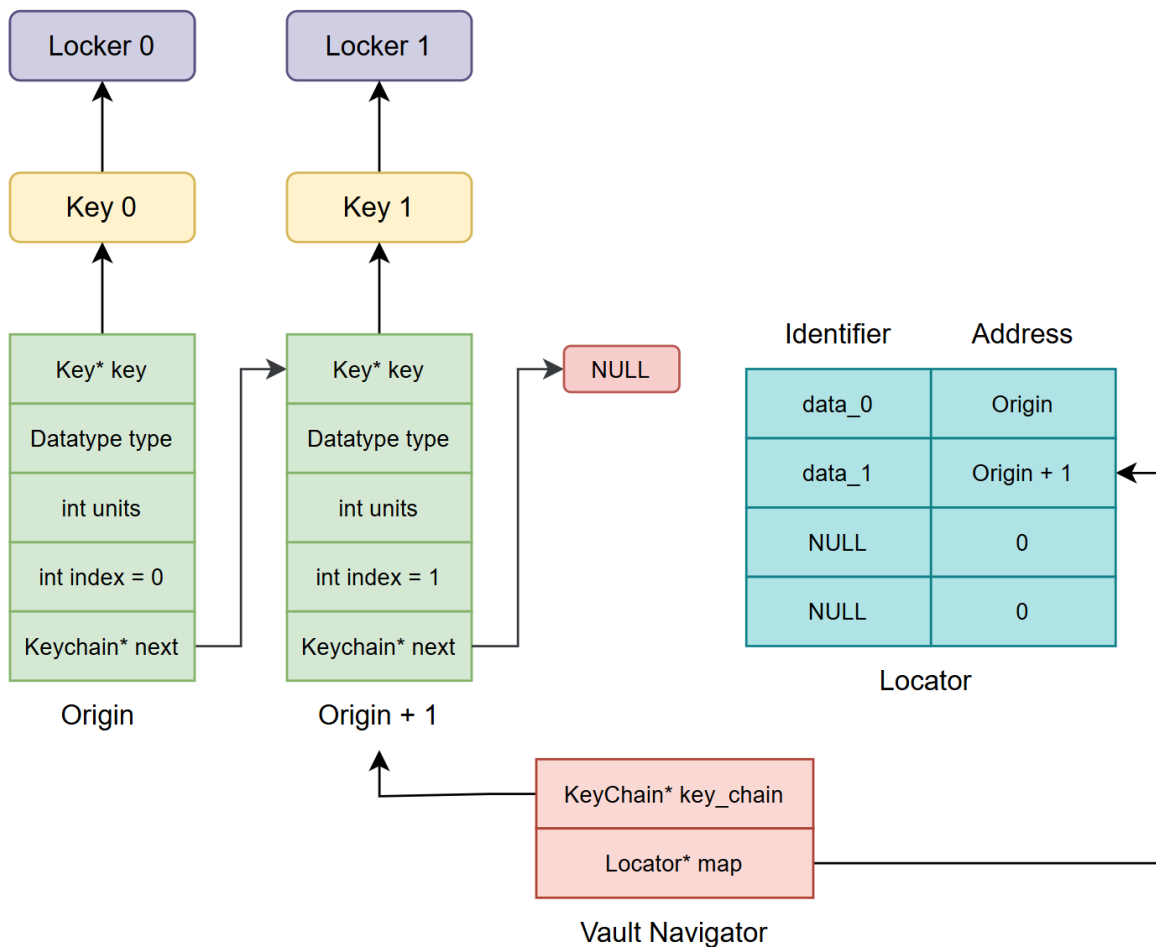 Locker 0
Locker 1
Key 0
Key 1
Key* key
Datatype type
int units
int index = 0
Keychain* next
Origin
Key* key
Datatype type
int units
int index = 1
Keychain* next
Origin + 1
NULL
Identifier Address
data_0 Origin
data_1 Origin + 1
NULL 0
NULL 0
Locator
KeyChain* key_chain
Locator* map
Vault Navigator